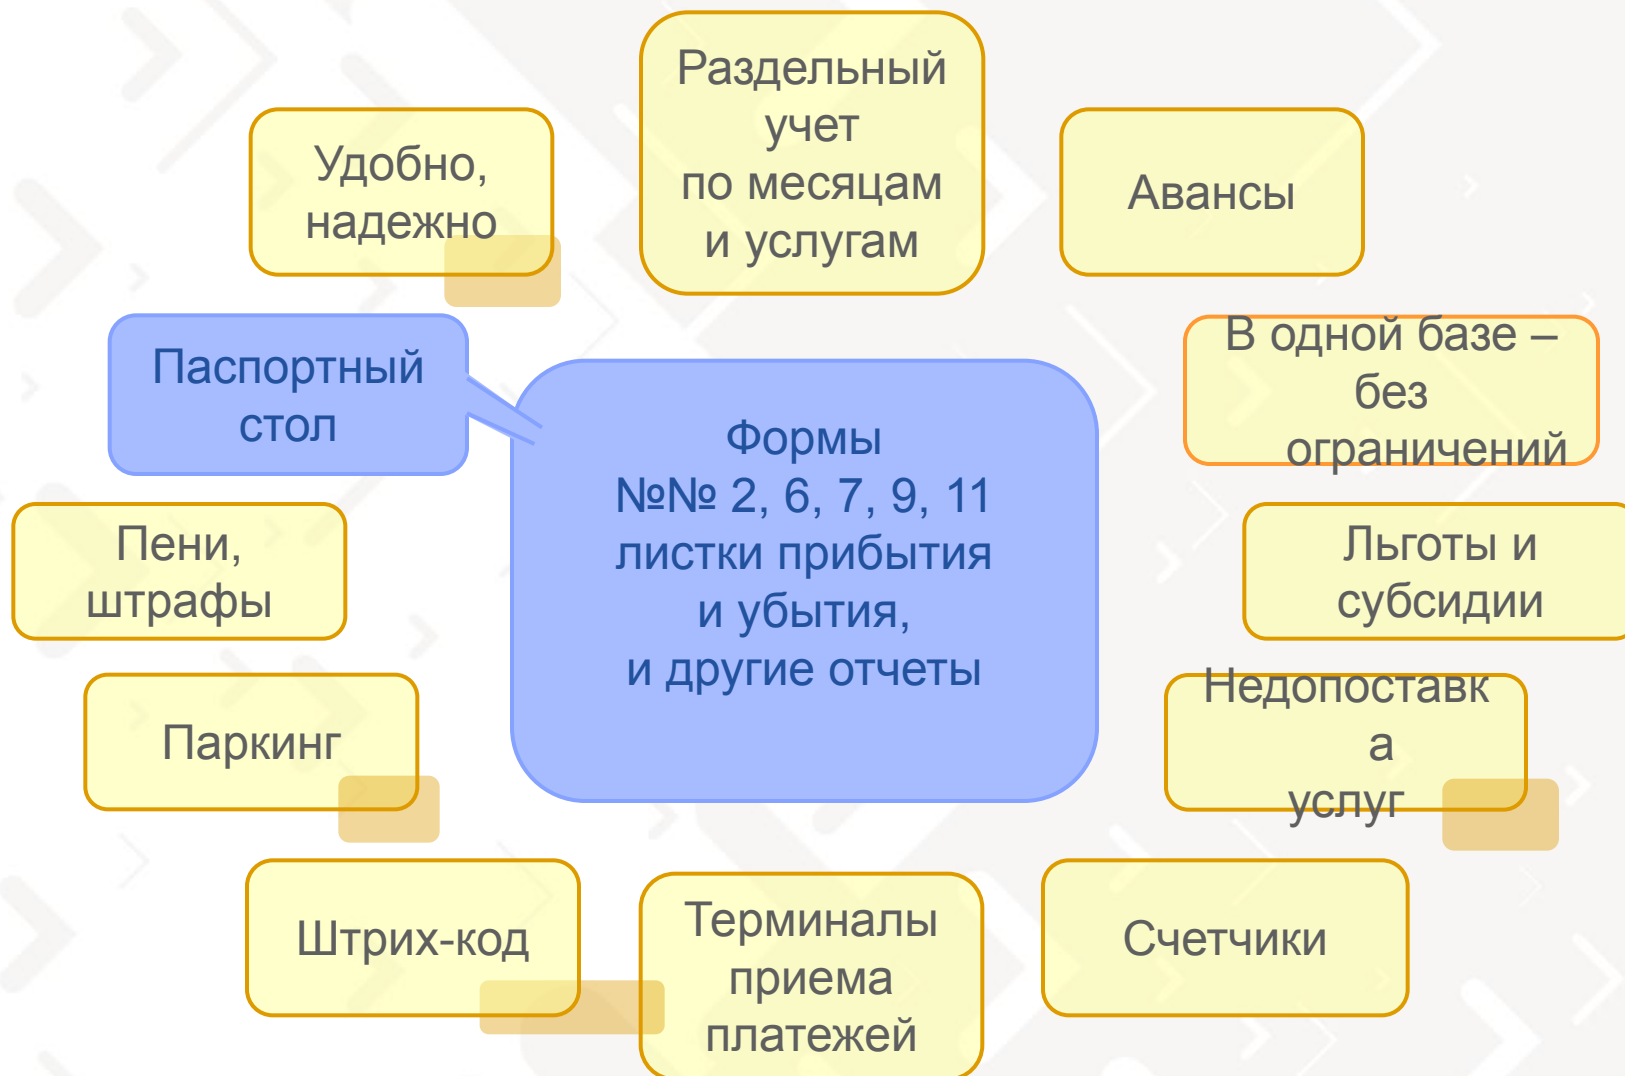 Раздельный
учет
по месяцам
и услугам
Удобно,
надежно
Авансы
Паспортный
стол
В одной базе –
без
ограничений
Формы
№№ 2, 6, 7, 9, 11
листки прибытия
и убытия,
и другие отчеты
Пени,
штрафы
Льготы и
субсидии
Паркинг
Недопоставк
а
услуг
Штрих-код
Терминалы
приема
платежей
Счетчики